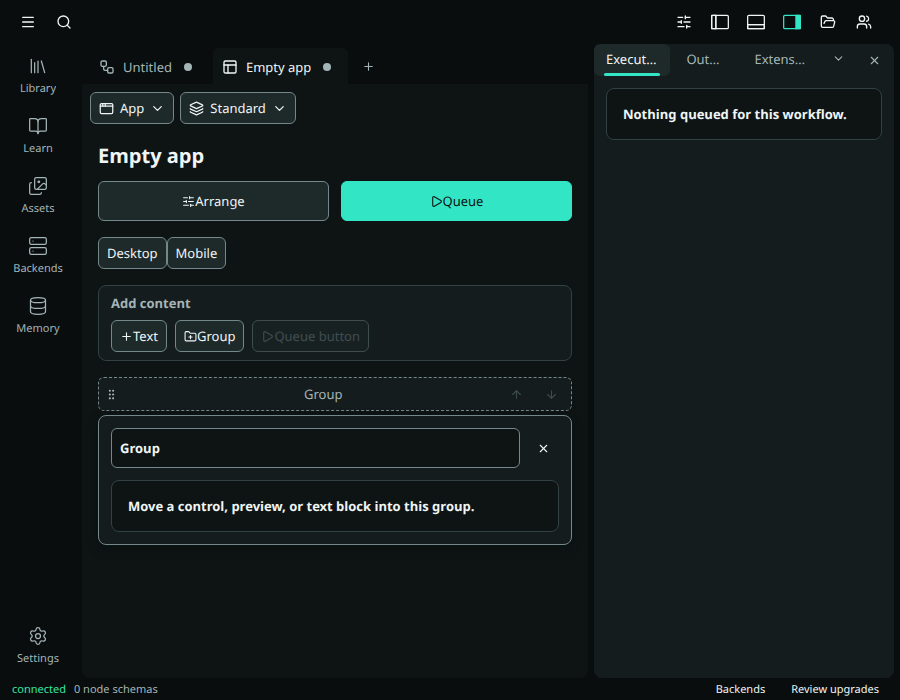 Untitled
Empy app
Execut...
Out...
Extens...
Library
Learn
Assets
Backends
Memory
Settings
App
Standard
Nothing queued for this workflow.
Empty app
Arrange
Queue
Desktop
Mobile
Add content
Text
Group
Queue button
Group
Group
Move a control, preview, or text block into this group.
connected
0 node schemas
Backends
Review upgrades